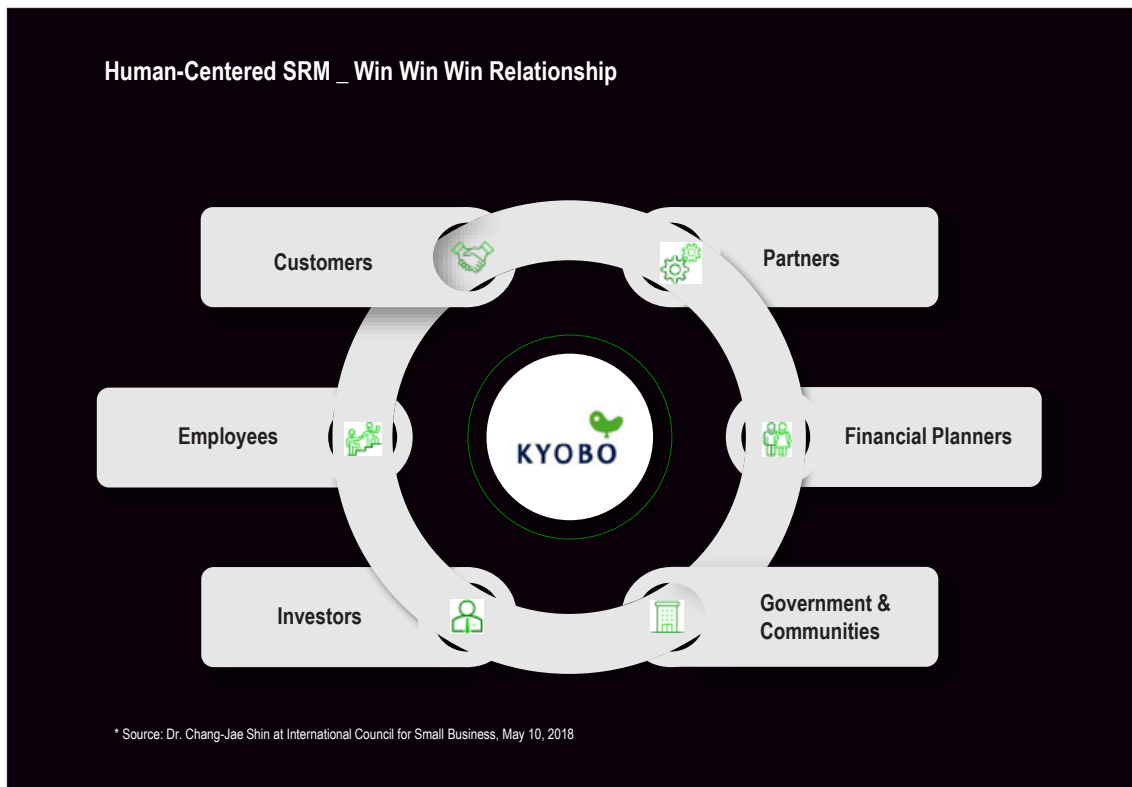 Human-Centered SRM _ Win Win Win Relationship
Customers
Partners
Employees
KYOBO
Financial Planners
Investors
Government &
Communities
* Source: Dr. Chang-Jae Shin at International Council for Small Business, May 10, 2018